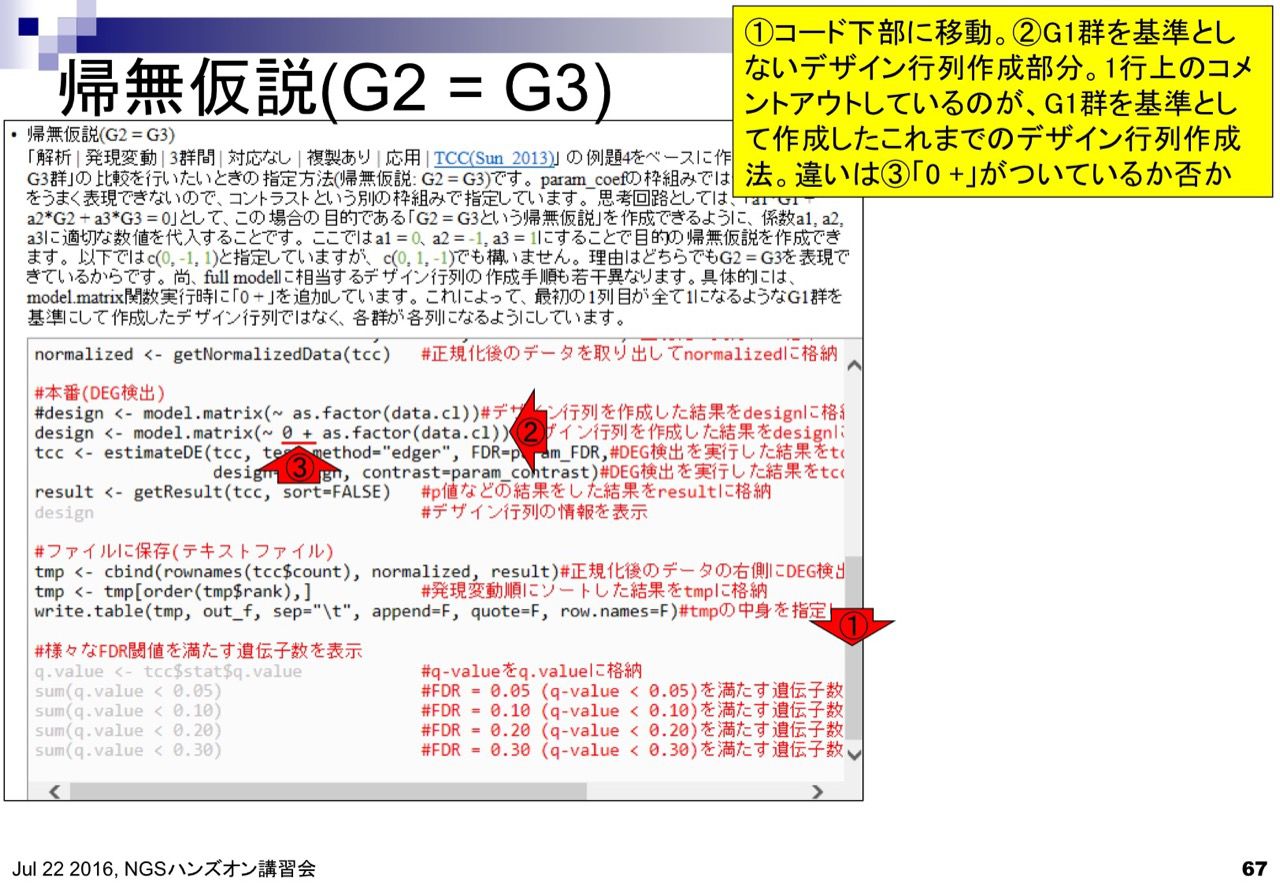 帰無仮説(G2 = G3)
①コード下部に移動。②G1群を基準とし
ないデザイン行列作成部分。1行上のコメ
ントアウトしているのが、G1群を基準とし
て作成したこれまでのデザイン行列作成
法。違いは③「0 +」がついているか否か
• 帰無仮説(G2 = G3)
「解析 | 発現変動 | 3群間 | 対応なし | 複製あり | 応用 | TCC(Sun_2013)」の例題4をベースに作
G3群」の比較を行いたいときの指定方法(帰無仮説: G2 = G3)です。param_coefの枠組みでは
をうまく表現できないので、コントラストという別の枠組みで指定しています。思考回路としては、「a1*G1 +
a2*G2 + a3*G3 = 0」として、この場合の目的である「G2 = G3という帰無仮説」を作成できるように、係数a1, a2,
a3に適切な数値を代入することです。ここではa1 = 0、a2 = -1, a3 = 1にすることで目的の帰無仮説を作成でき
ます。以下ではc(0, -1, 1)と指定していますが、 c(0, 1, -1)でも構いません。理由はどちらでもG2 = G3を表現で
きているからです。尚、full modelに相当するデザイン行列の作成手順も若干異なります。具体的には、
model.matrix関数実行時に「0 +」を追加しています。これによって、最初の1列目が全て1になるようなG1群を
基準にして作成したデザイン行列ではなく、各群が各列になるようにしています。
normalized <- getNormalizedData(tcc) #正規化後のデータを取り出してnormalizedに格納
#本番(DEG検出)
#design <- model.matrix(~ as.factor(data.cl))#デザイン行列を作成した結果をdesignに格
design <- model.matrix(~ 0 + as.factor(data.cl)) ② ザイン行列を作成した結果をdesignに
tcc <- estimateDE(tcc, test.method="edger", FDR=param_FDR,#DEG検出を実行した結果をtc
③ design=design, contrast=param_contrast)#DEG検出を実行した結果をtcc
result <- getResult(tcc, sort=FALSE) #p値などの結果をした結果をresultに格納
design #デザイン行列の情報を表示
#ファイルに保存(テキストファイル)
tmp <- cbind(rownames(tcc$count), normalized, result)#正規化後のデータの右側にDEG検出
tmp <- tmp[order(tmp$rank),] #発現変動順にソートした結果をtmpに格納
write.table(tmp, out_f, sep="\t", append=F, quote=F, row.names=F)#tmpの中身を指定
①
#様々なFDR閾値を満たす遺伝子数を表示
q.value <- tcc$stat$q.value #q-valueをq.valueに格納
sum(q.value < 0.05) #FDR = 0.05 (q-value < 0.05)を満たす遺伝子数
sum(q.value < 0.10) #FDR = 0.10 (q-value < 0.10)を満たす遺伝子数
sum(q.value < 0.20) #FDR = 0.20 (q-value < 0.20)を満たす遺伝子数
sum(q.value < 0.30) #FDR = 0.30 (q-value < 0.30)を満たす遺伝子数
Jul 22 2016, NGSハンズオン講習会
67